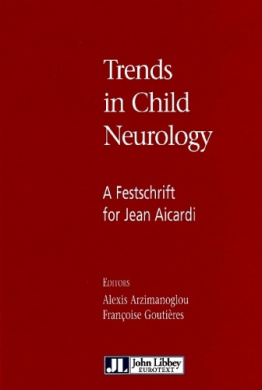 Trends
in Child
Neurology
A Festschrift
for Jean Aicardi
EDITORS
Alexis Arzimanoglou
Françoise Goutières
JL
John Libbey
EUROTEXT